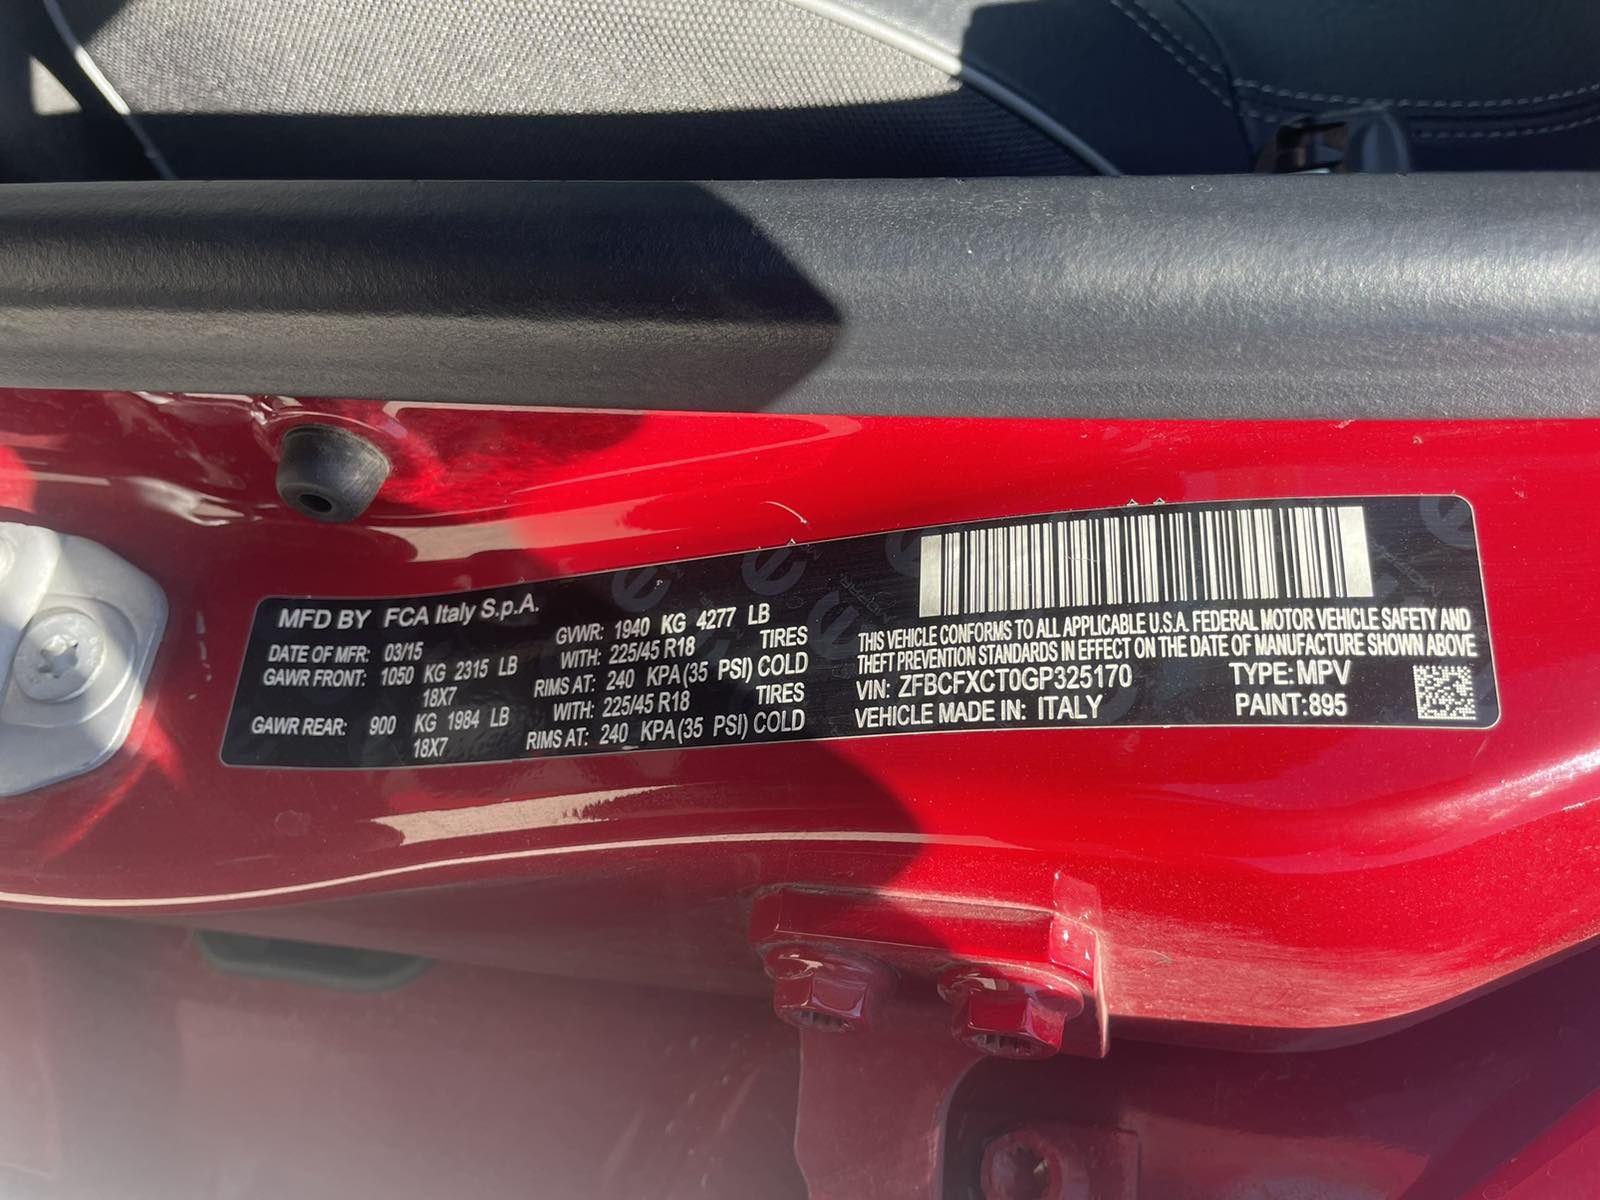 MFD BY FCA Italy S.p.A.
DATE OF MFR: 03/15
GAWR FRONT: 1050 KG 2315 LB
18X7
GAWR REAR: 900 KG 1984 LB
18X7
GVWR: 1940 KG 4277 LB
WITH: 225/45 R18 TIRES
RIMS AT: 240 KPA(35 PSI) COLD
WITH: 225/45 R18 TIRES
RIMS AT: 240 KPA(35 PSI) COLD
THIS VEHICLE CONFORMS TO ALL APPLICABLE U.S.A. FEDERAL MOTOR VEHICLE SAFETY AND
THEFT PREVENTION STANDARDS IN EFFECT ON THE DATE OF MANUFACTURE SHOWN ABOVE
VIN: ZFBCFXCT0GP325170 TYPE:MPV
VEHICLE MADE IN: ITALY PAINT:895